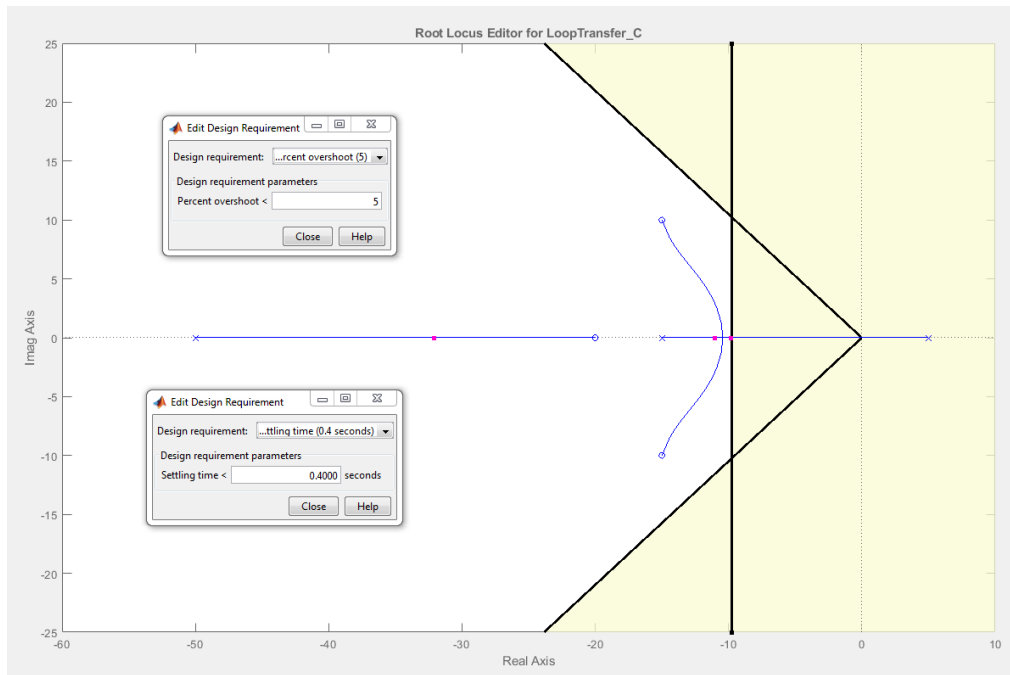 Root Locus Editor for LoopTransfer_C
25
20
15
10
5
0
-5
-10
-15
-20
-25
Imag Axis
Edit Design Requirement
Design requirement: ...rcent overshoot (5)
Design requirement parameters
Percent overshoot < 5
Close Help
Edit Design Requirement
Design requirement: ...ttling time (0.4 seconds)
Design requirement parameters
Settling time < 0.4000 seconds
Close Help
-60 -50 -40 -30 -20 -10 0 10
Real Axis